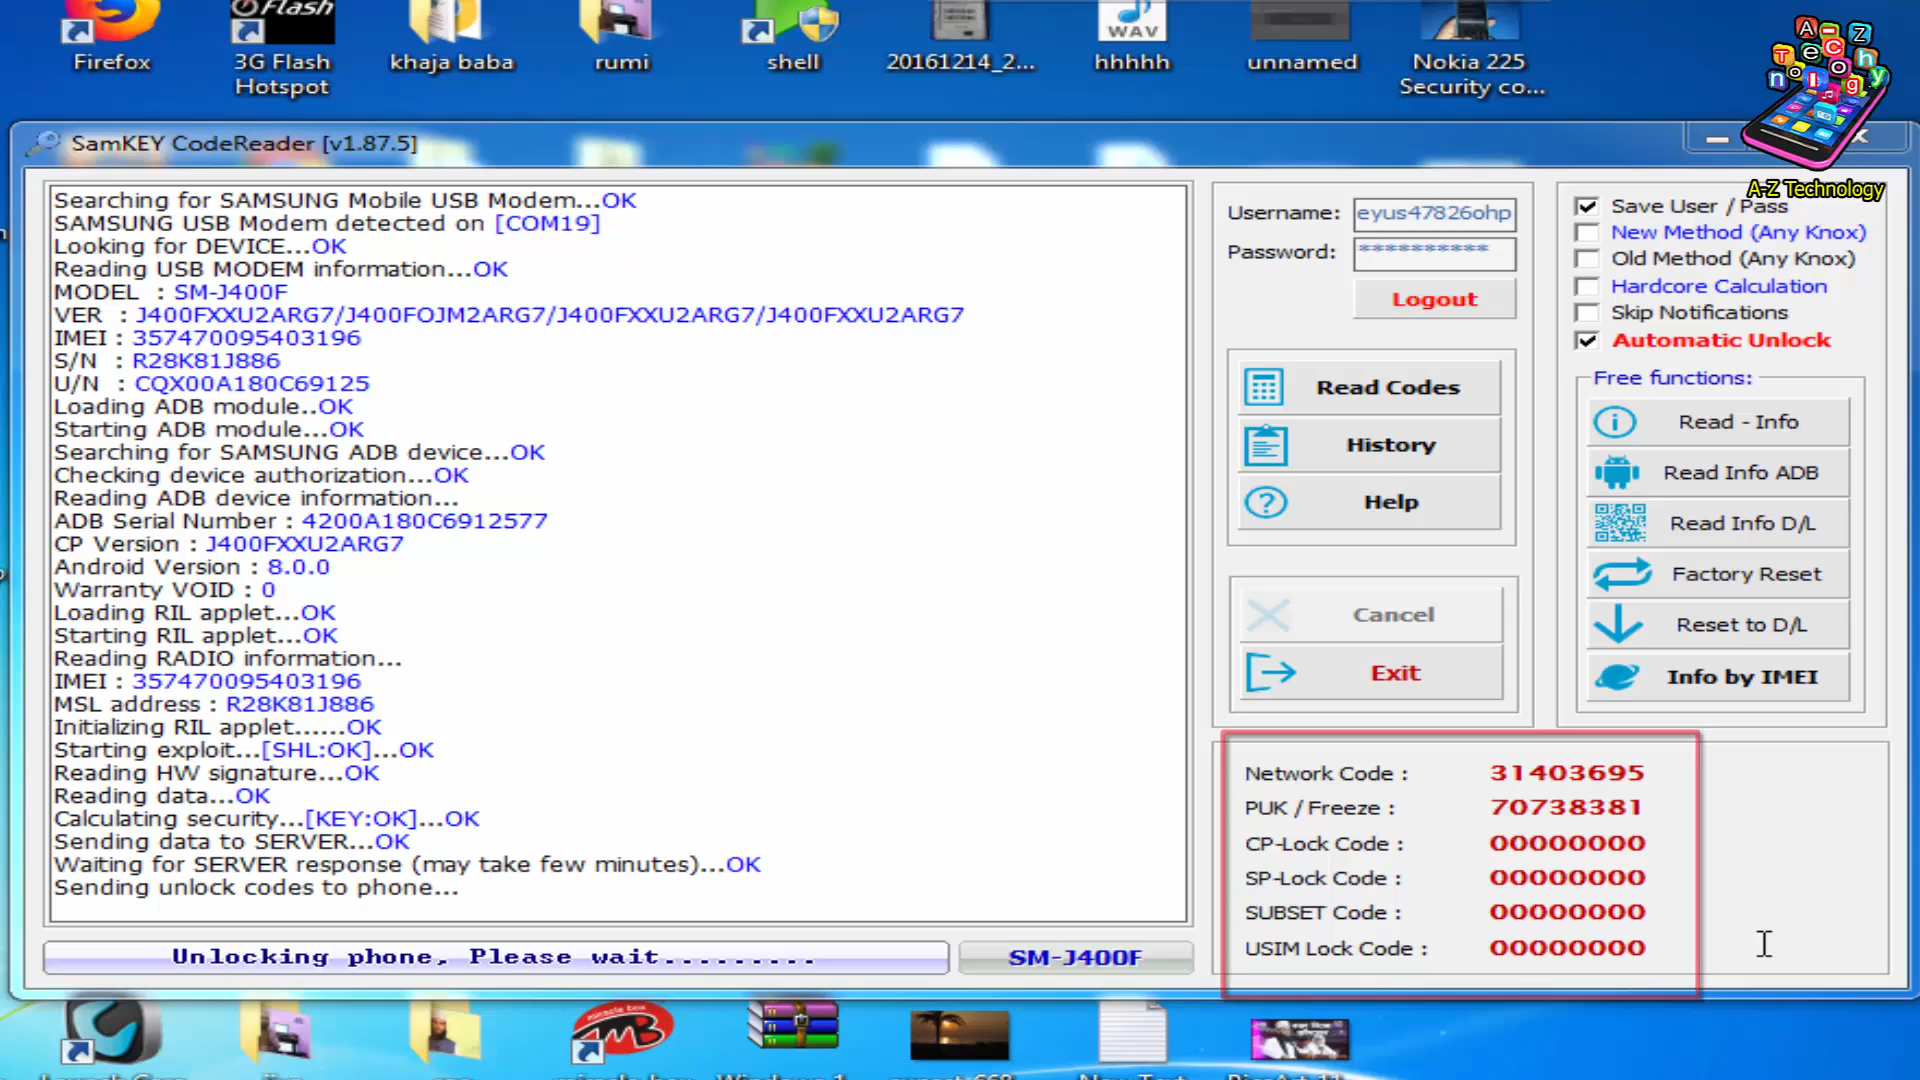 Firefox
3G Flash
Hotspot
khaja baba
rumi
shell
20161214_2...
WAV
hhhhh
unnamed
Nokia 225
Security co...
Flash
A-Z
Technology
A-Z Technology
SamKEY CodeReader [v1.87.5]
Searching for SAMSUNG Mobile USB Modem...OK
SAMSUNG USB Modem detected on [COM19]
Looking for DEVICE...OK
Reading USB MODEM information...OK
MODEL : SM-J400F
VER : J400FXXU2ARG7/J400FOJM2ARG7/J400FXXU2ARG7/J400FXXU2ARG7
IMEI : 357470095403196
S/N : R28K81J886
U/N : CQX00A180C69125
Loading ADB module..OK
Starting ADB module...OK
Searching for SAMSUNG ADB device...OK
Checking device authorization...OK
Reading ADB device information...
ADB Serial Number : 4200A180C6912577
CP Version : J400FXXU2ARG7
Android Version : 8.0.0
Warranty VOID : 0
Loading RIL applet...OK
Starting RIL applet...OK
Reading RADIO information...
IMEI : 357470095403196
MSL address : R28K81J886
Initializing RIL applet......OK
Starting exploit...[SHL:OK]...OK
Reading HW signature...OK
Reading data...OK
Calculating security...[KEY:OK]...OK
Sending data to SERVER...OK
Waiting for SERVER response (may take few minutes)...OK
Sending unlock codes to phone...
Unlocking phone, Please wait.........
SM-J400F
Username: eyus47826ohp
Password: **********
Logout
Read Codes
History
Help
Cancel
Exit
Save User / Pass
New Method (Any Knox)
Old Method (Any Knox)
Hardcore Calculation
Skip Notifications
Automatic Unlock
Free functions:
Read - Info
Read Info ADB
Read Info D/L
Factory Reset
Reset to D/L
Info by IMEI
Network Code : 31403695
PUK / Freeze : 70738381
CP-Lock Code : 00000000
SP-Lock Code : 00000000
SUBSET Code : 00000000
USIM Lock Code : 00000000
miracle box
MB